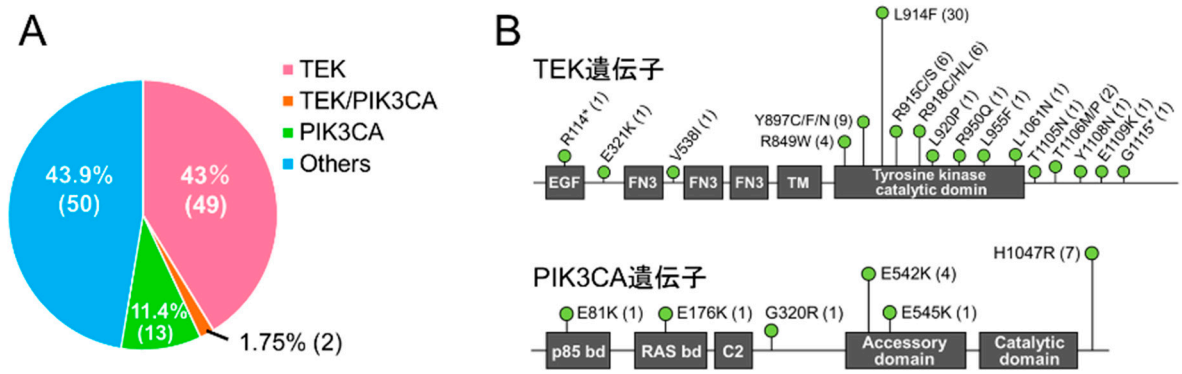 A
TEK
TEK/PIK3CA
PIK3CA
Others
43.9%
(50)
43%
(49)
11.4%
(13)
1.75% (2)
B
TEK遺伝子
R114* (1)
E321K (1)
V538I (1)
R849W (4)
Y897C/F/N (9)
L914F (30)
R915C/S (6)
R918C/H/L (6)
L920P (1)
R950Q (1)
L955F (1)
L1061N (1)
T1105N (1)
T1106M/P (2)
Y1108N (1)
E1109K (1)
G1115* (1)
EGF
FN3
FN3
FN3
TM
Tyrosine kinase
catalytic domin
PIK3CA遺伝子
E81K (1)
E176K (1)
G320R (1)
E542K (4)
E545K (1)
H1047R (7)
p85 bd
RAS bd
C2
Accessory
domain
Catalytic
domain